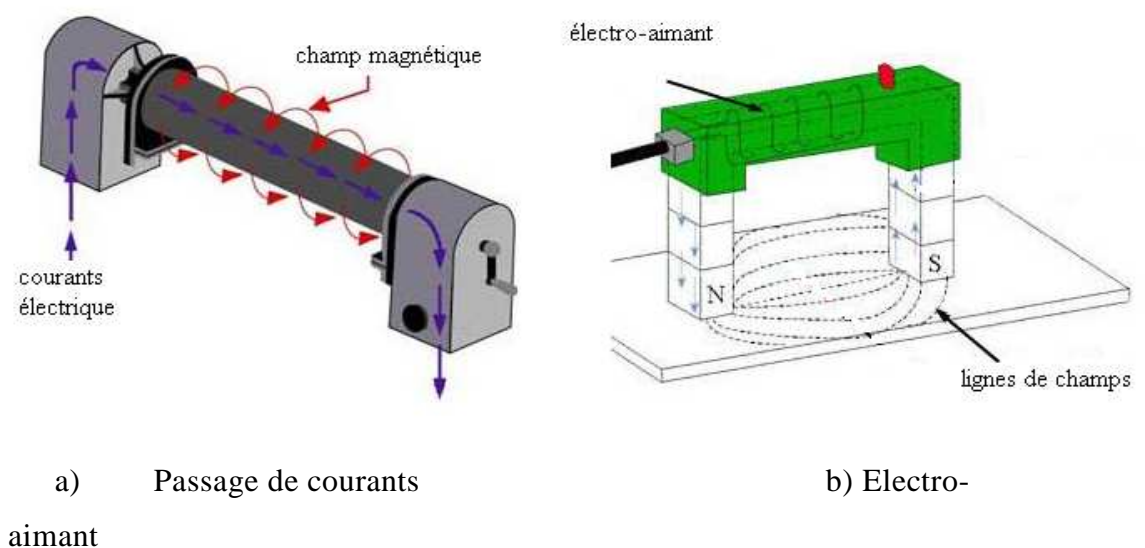 champ magnétique
courants
électrique
électro-aimant
N
S
lignes de champs
a) Passage de courants b) Electro-
aimant